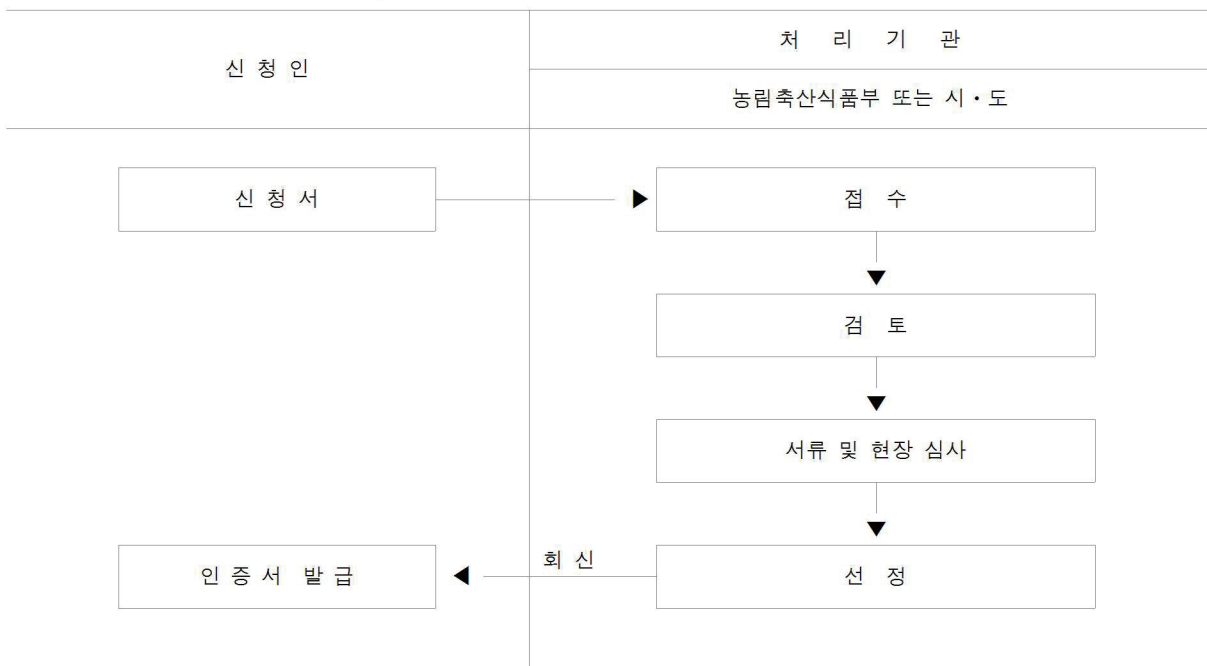 신 청 인
처 리 기 관
농림축산식품부 또는 시·도
신 청 서
접 수
검 토
서류 및 현장 심사
회 신
인 증 서 발 급
선 정